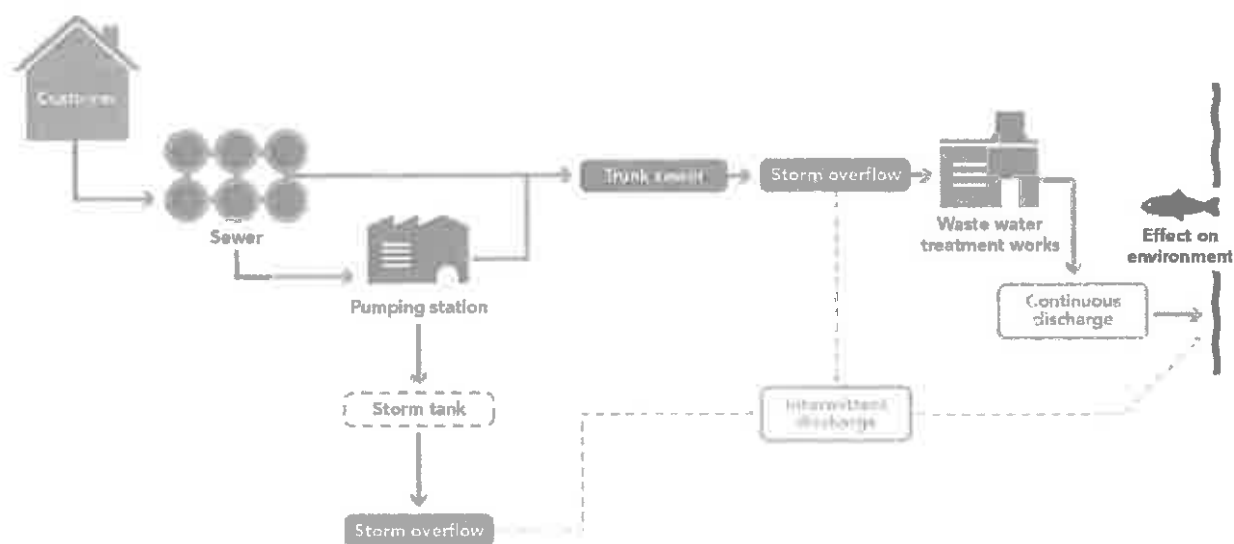 Customer
Trunk sewer
Storm overflow
Sewer
Waste water
treatment works
Effect on
environment
Pumping station
Continuous
discharge
Storm tank
Intermittent
discharge
Storm overflow